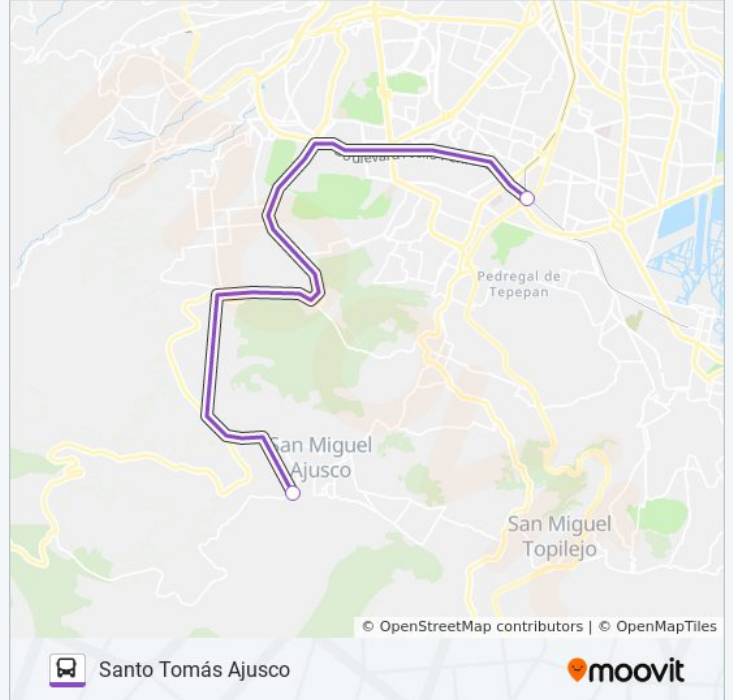 Pedregal de
Tepepan
San Miguel
Ajusco
San Miguel
Topilejo
© OpenStreetMap contributors | © OpenMapTiles
Santo Tomás Ajusco
moovit